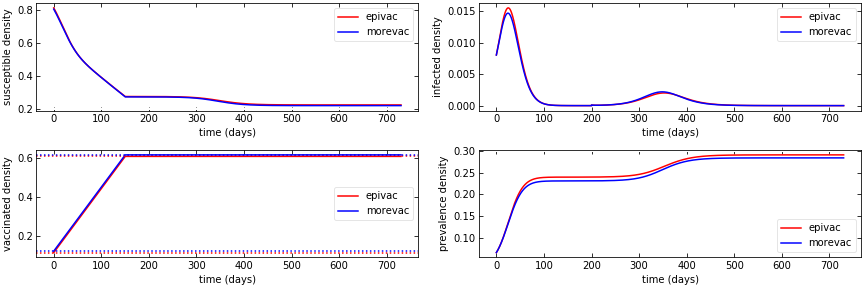 susceptible density
0.8
0.6
0.4
0.2
epivac
morevac
0 100 200 300 400 500 600 700
time (days)
infected density
0.015
0.010
0.005
0.000
epivac
morevac
0 100 200 300 400 500 600 700
time (days)
vaccinated density
0.6
0.4
0.2
epivac
morevac
0 100 200 300 400 500 600 700
time (days)
prevalence density
0.30
0.25
0.20
0.15
0.10
epivac
morevac
0 100 200 300 400 500 600 700
time (days)